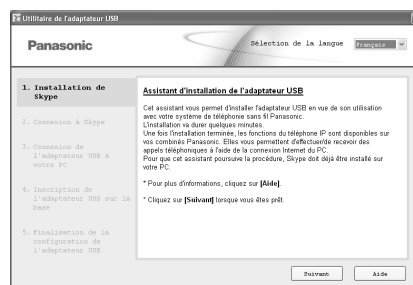 Utilitaire de l'adaptateur USB
Panasonic
Sélection de la langue
Français
1. Installation de
Skype
2. Connexion à Skype
3. Connexion de
l'adaptateur USB à
votre PC
4. Inscription de
l'adaptateur USB sur la
base
5. Finalisation de la
configuration de
l'adaptateur USB
Assistant d'installation de l'adaptateur USB
Cet assistant vous permet d'installer l'adaptateur USB en vue de son utilisation
avec votre système de téléphonie sans fil Panasonic.
L'installation va durer quelques minutes.
Une fois l'installation terminée, les fonctions du téléphone IP sont disponibles sur
vos combinés Panasonic. Elles vous permettent d'effectuer/de recevoir des
appels téléphoniques à l'aide de la connexion Internet du PC.
Pour que cet assistant poursuive la procédure, Skype doit déjà être installé sur
votre PC.
* Pour plus d'informations, cliquez sur [Aide].
* Cliquez sur [Suivant] lorsque vous êtes prêt.
Suivant
Aide